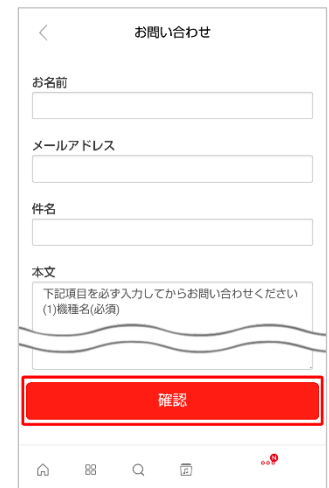 お問い合わせ
お名前
メールアドレス
件名
本文
下記項目を必ず入力してからお問い合わせください
(1)機種名(必須)
確認
N